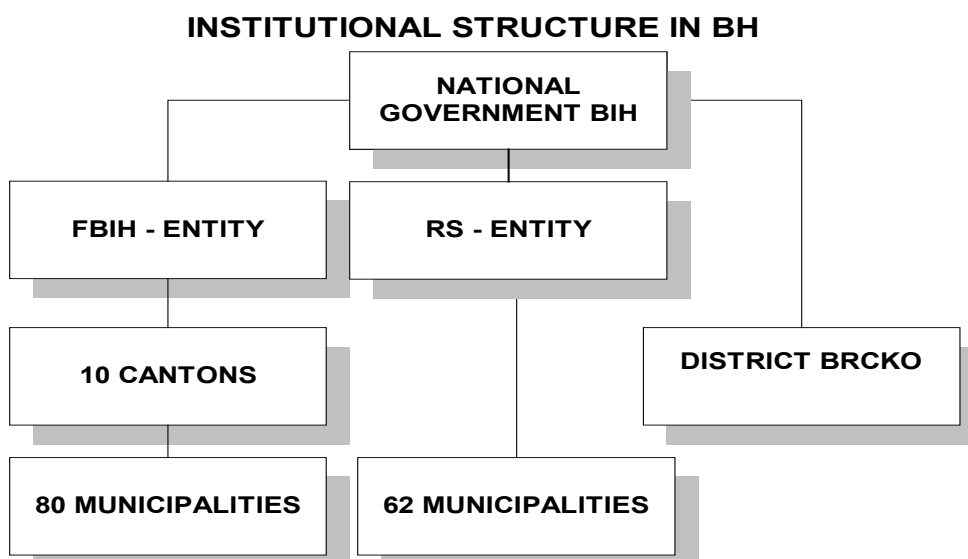 INSTITUTIONAL STRUCTURE IN BH
NATIONAL
GOVERNMENT BIH
FBIH - ENTITY
RS - ENTITY
10 CANTONS
DISTRICT BRCKO
80 MUNICIPALITIES
62 MUNICIPALITIES